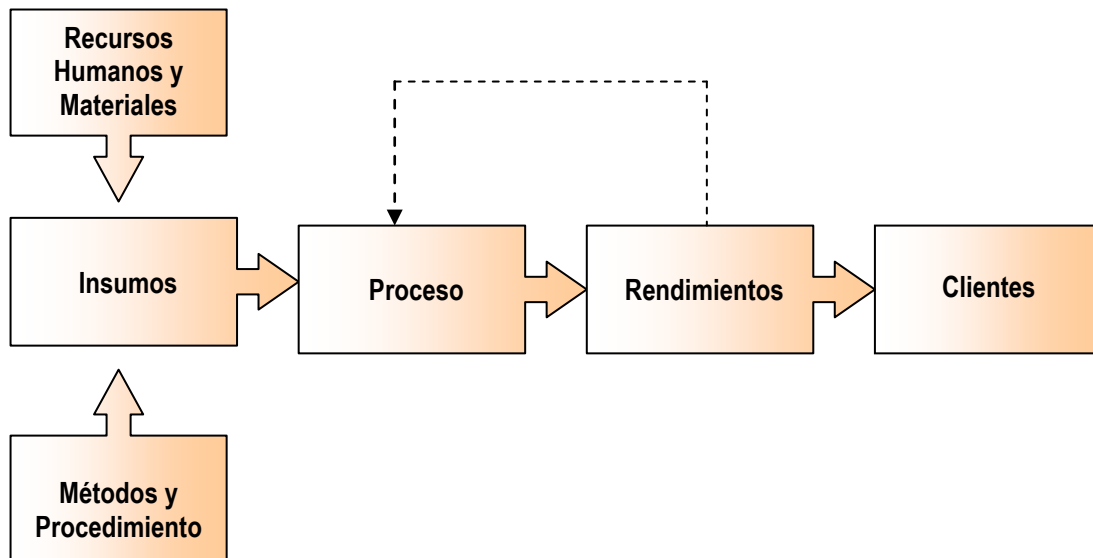 Recursos
Humanos y
Materiales
Insumos
Proceso
Rendimientos
Clientes
Métodos y
Procedimiento